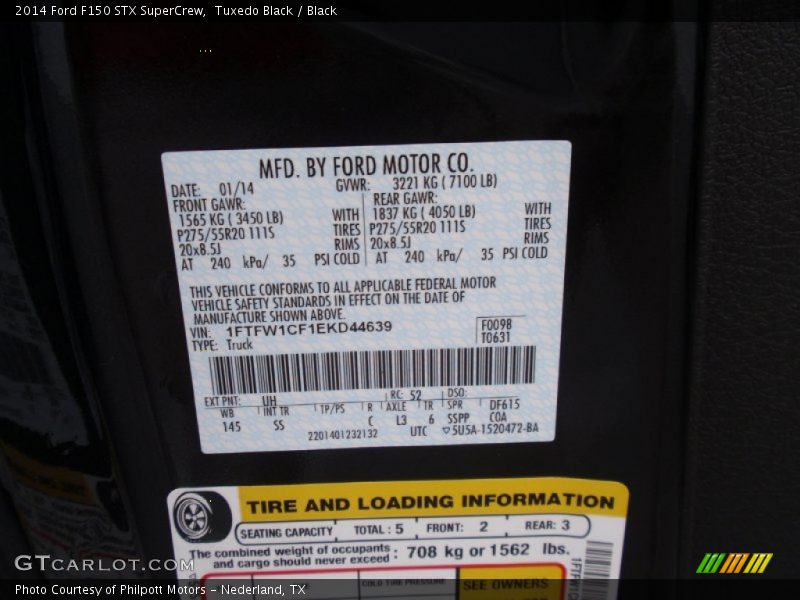 2014 Ford F150 STX SuperCrew, Tuxedo Black / Black
MFD. BY FORD MOTOR CO.
DATE: 01/14 GVWR: 3221 KG ( 7100 LB)
FRONT GAWR: REAR GAWR:
1565 KG ( 3450 LB) WITH 1837 KG ( 4050 LB) WITH
P275/55R20 111S TIRES P275/55R20 111S TIRES
20x8.5J RIMS 20x8.5J RIMS
AT 240 kPa/ 35 PSI COLD AT 240 kPa/ 35 PSI COLD
THIS VEHICLE CONFORMS TO ALL APPLICABLE FEDERAL MOTOR
VEHICLE SAFETY STANDARDS IN EFFECT ON THE DATE OF
MANUFACTURE SHOWN ABOVE.
VIN: 1FTFW1CF1EKD44639 F0098
TYPE: Truck T0631
EXT PNT: UH RC: 52 DSO:
WB INT TR TP/PS R AXLE TR SPR DF615
145 SS C L3 6 SSPP COA
2201401232132 UTC ▽5U5A-1520472-BA
TIRE AND LOADING INFORMATION
SEATING CAPACITY TOTAL : 5 FRONT: 2 REAR: 3
The combined weight of occupants and cargo should never exceed : 708 kg or 1562 lbs.
COLD TIRE PRESSURE SEE OWNERS
GTCARLOT.COM
Photo Courtesy of Philpott Motors – Nederland, TX